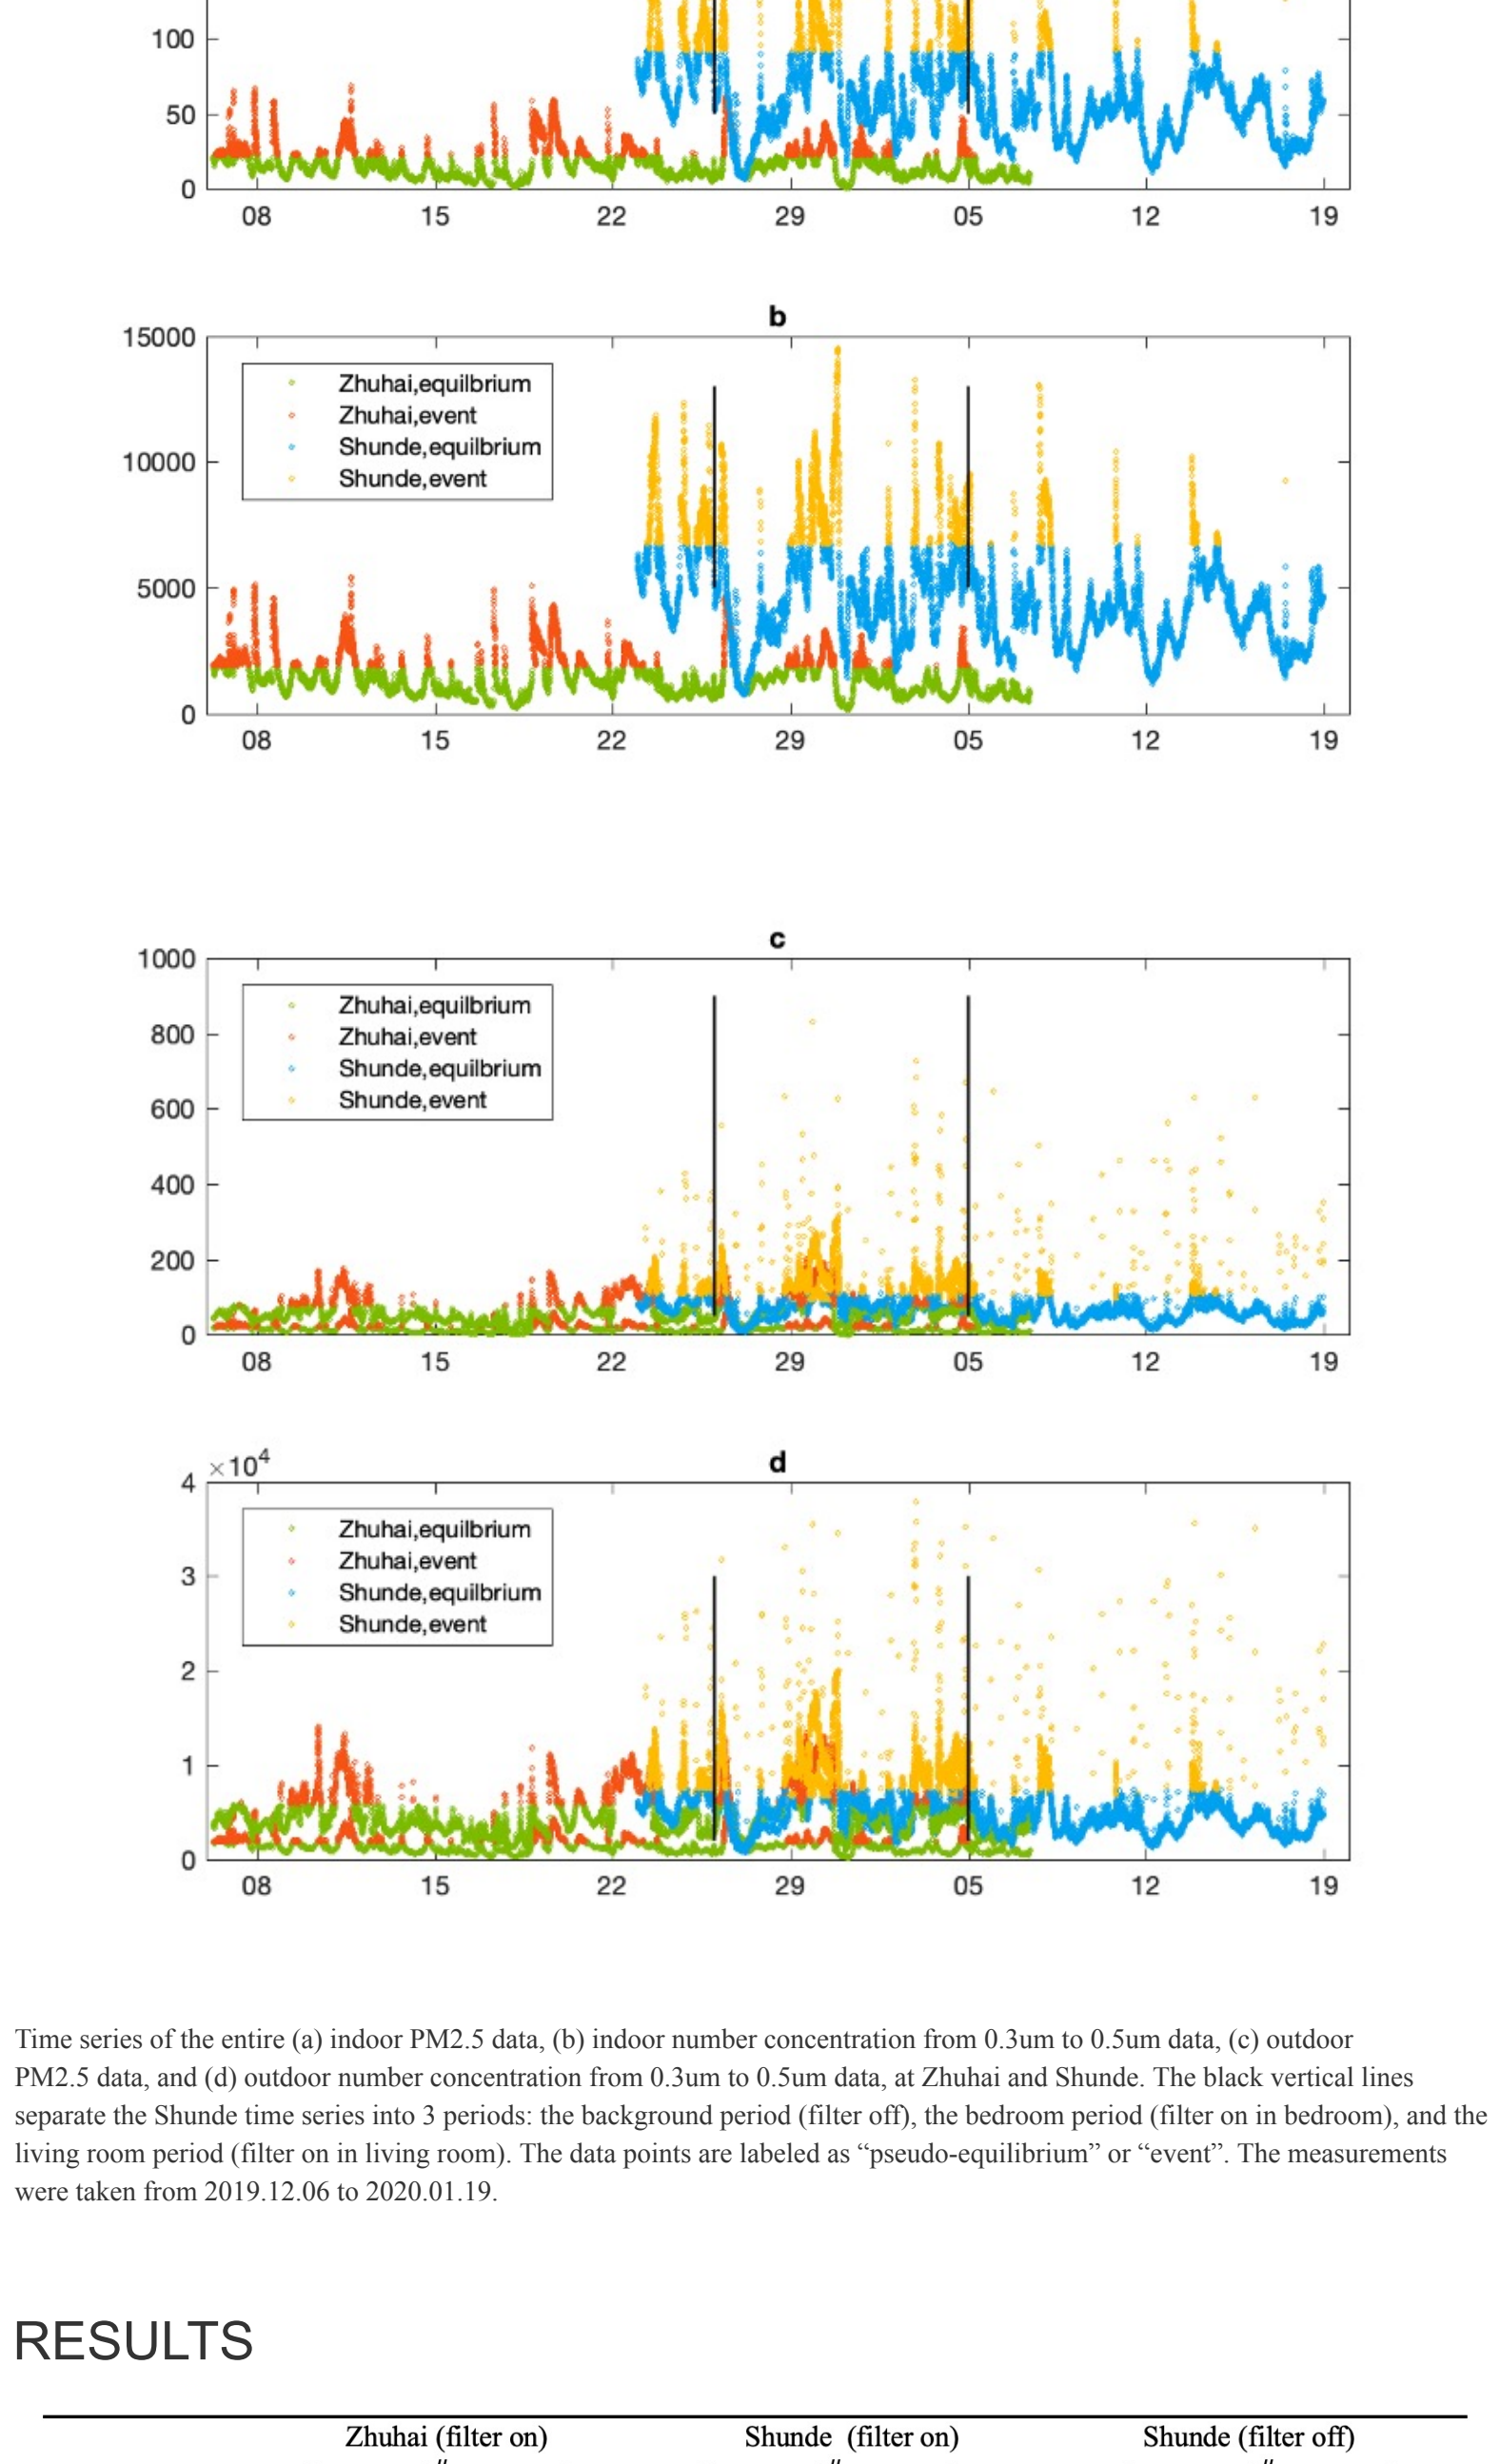 100
50
0
08 15 22 29 05 12 19
b
15000
10000
5000
0
Zhuhai,equilbrium
Zhuhai,event
Shunde,equilbrium
Shunde,event
08 15 22 29 05 12 19
c
1000
800
600
400
200
0
Zhuhai,equilbrium
Zhuhai,event
Shunde,equilbrium
Shunde,event
08 15 22 29 05 12 19
d
×10⁴
4
3
2
1
0
Zhuhai,equilbrium
Zhuhai,event
Shunde,equilbrium
Shunde,event
08 15 22 29 05 12 19
Time series of the entire (a) indoor PM2.5 data, (b) indoor number concentration from 0.3um to 0.5um data, (c) outdoor
PM2.5 data, and (d) outdoor number concentration from 0.3um to 0.5um data, at Zhuhai and Shunde. The black vertical lines
separate the Shunde time series into 3 periods: the background period (filter off), the bedroom period (filter on in bedroom), and the
living room period (filter on in living room). The data points are labeled as “pseudo-equilibrium” or “event”. The measurements
were taken from 2019.12.06 to 2020.01.19.
RESULTS
Zhuhai (filter on) Shunde (filter on) Shunde (filter off)